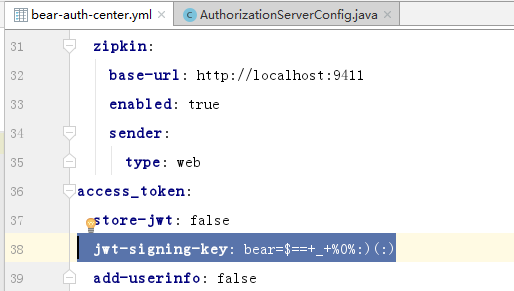 bear-auth-center.yml × AuthorizationServerConfig.java ×
31 zipkin:
32 base-url: http://localhost:9411
33 enabled: true
34 sender:
35 type: web
36 access_token:
37 store-jwt: false
38 jwt-signing-key: bear=$==+_+%0%:)(:)
39 add-userinfo: false